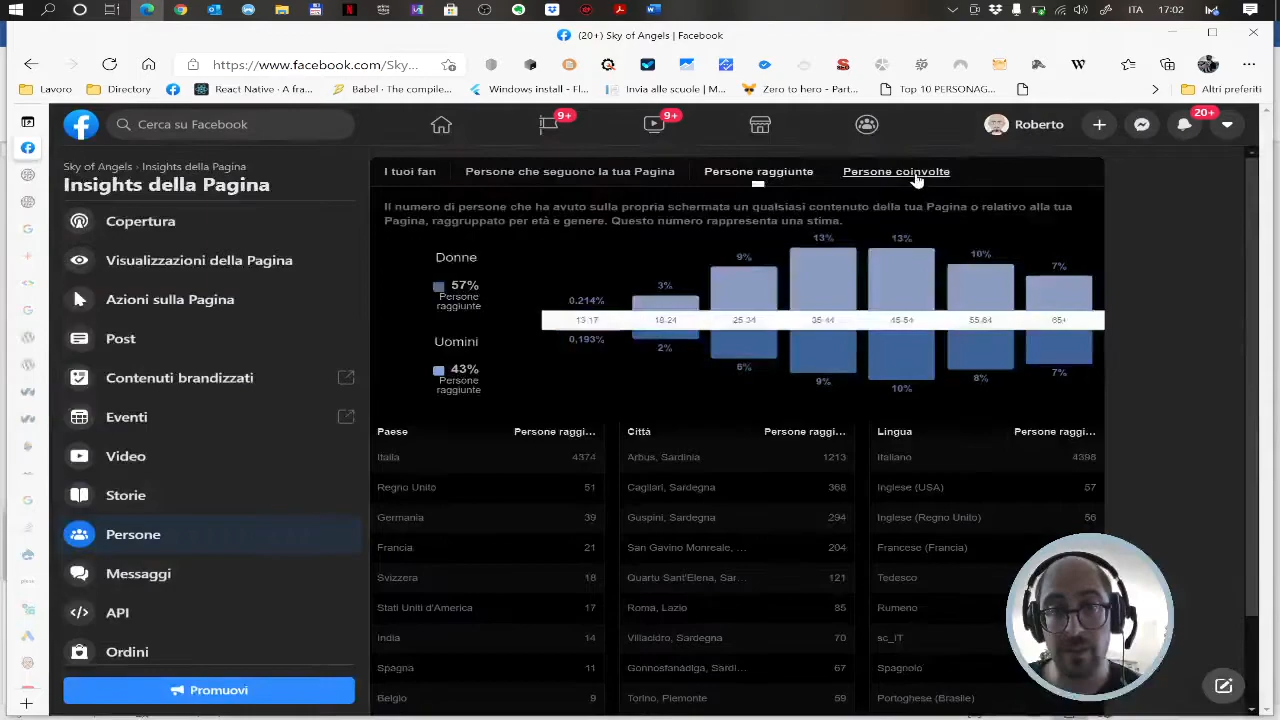 ITA
17:02
(20+) Sky of Angels | Facebook
https://www.facebook.com/Sky...
Lavoro
React Native · A fra...
Babel · The compile...
Windows install - Fl...
Invia alle scuole | M...
Zero to hero - Part...
Top 10 PERSONAG...
Altri preferiti
Cerca su Facebook
9+
9+
Roberto
20+
Sky of Angels › Insights della Pagina
Insights della Pagina
Copertura
Visualizzazioni della Pagin
Azioni sulla Pagina
Post
Contenuti brandizzati
Eventi
Video
Storie
Persone
Messaggi
API
Ordini
Promuovi
I tuoi fan
Persone che seguono la tua Pagina
Persone raggiunte
Persone coinvolte
Il numero di persone che ha avuto sulla propria schermata un qualsiasi contenuto della tua Pagina o relativo alla tua
Pagina, raggruppato per età e genere. Questo numero rappresenta una stima.
Donne
57%
Persone
raggiunte
0.214% 3% 9% 13% 13% 10% 7%
13-17 18-24 25-34 35-44 45-54 55-64 65+
0,193% 2% 6% 9% 10% 8% 7%
Uomini
43%
Persone
raggiunte
Paese Persone raggi...
Italia 4374
Regno Unito 51
Germania 39
Francia 21
Svizzera 18
Stati Uniti d'America 17
India 14
Spagna 11
Belgio 9
Città Persone raggi...
Arbus, Sardinia 1213
Cagliari, Sardegna 368
Guspini, Sardegna 294
San Gavino Monreale, ... 204
Quartu Sant'Elena, Sar... 121
Roma, Lazio 85
Villacidro, Sardegna 70
Gonnosfanàdiga, Sardi... 67
Torino, Piemonte 59
Lingua Persone raggi...
Italiano 4398
Inglese (USA) 57
Inglese (Regno Unito) 56
Francese (Francia)
Tedesco
Rumeno
sc_IT
Spagnolo
Portoghese (Brasile)